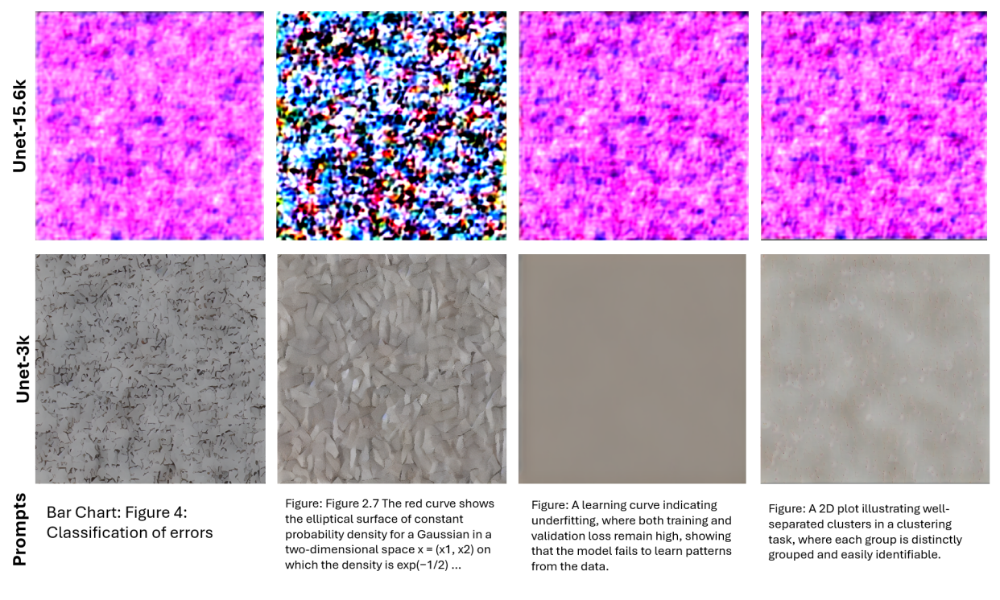 Unet-15.6k
Unet-3k
Prompts
Bar Chart: Figure 4:
Classification of errors
Figure: Figure 2.7 The red curve shows
the elliptical surface of constant
probability density for a Gaussian in a
two-dimensional space x = (x1, x2) on
which the density is exp(−1/2) ...
Figure: A learning curve indicating
underfitting, where both training and
validation loss remain high, showing
that the model fails to learn patterns
from the data.
Figure: A 2D plot illustrating well-
separated clusters in a clustering
task, where each group is distinctly
grouped and easily identifiable.